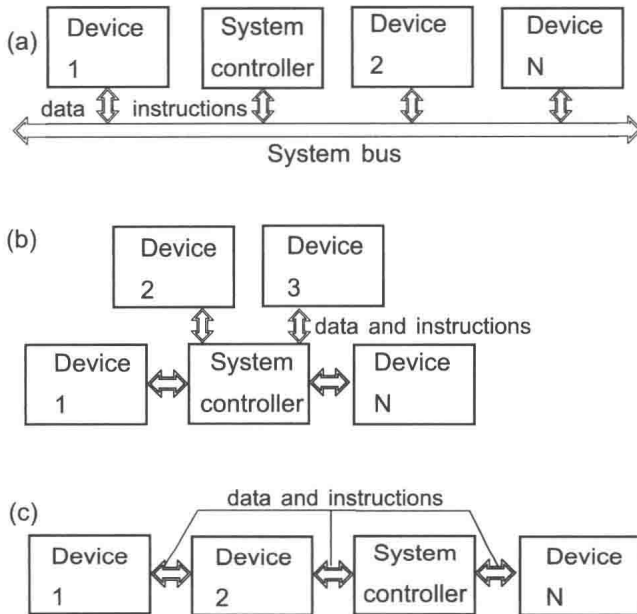 (a)
Device 1
System controller
Device 2
Device N
data instructions
System bus
(b)
Device 2
Device 3
data and instructions
Device 1
System controller
Device N
data and instructions
(c)
Device 1
Device 2
System controller
Device N